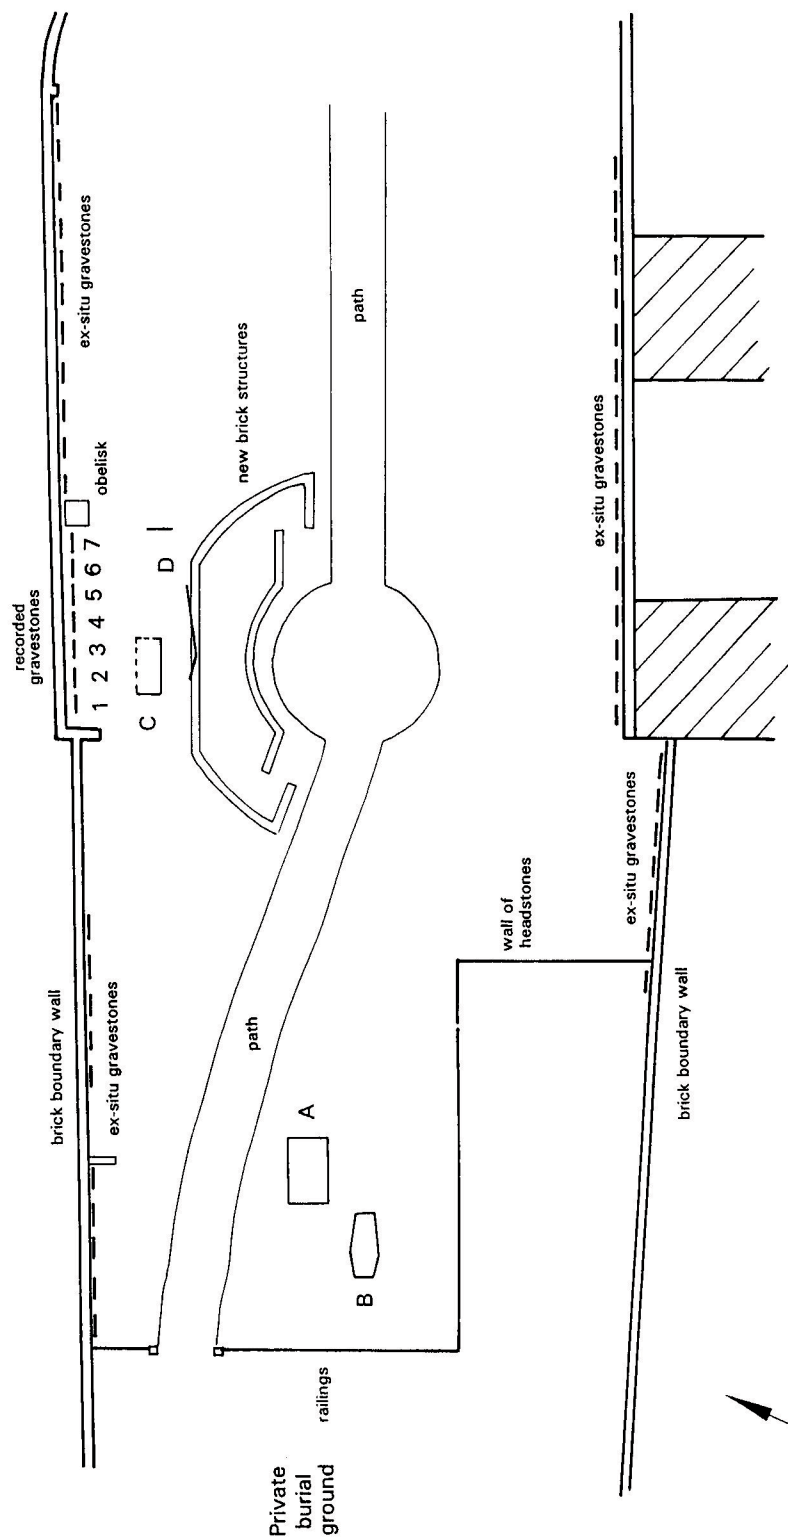 recorded
gravestones
ex-situ gravestones
obelisk
1 2 3 4 5 6 7
C
D
new brick structures
path
brick boundary wall
ex-situ gravestones
path
A
B
railings
Private
burial
ground
wall of
headstones
ex-situ gravestones
ex-situ gravestones
brick boundary wall